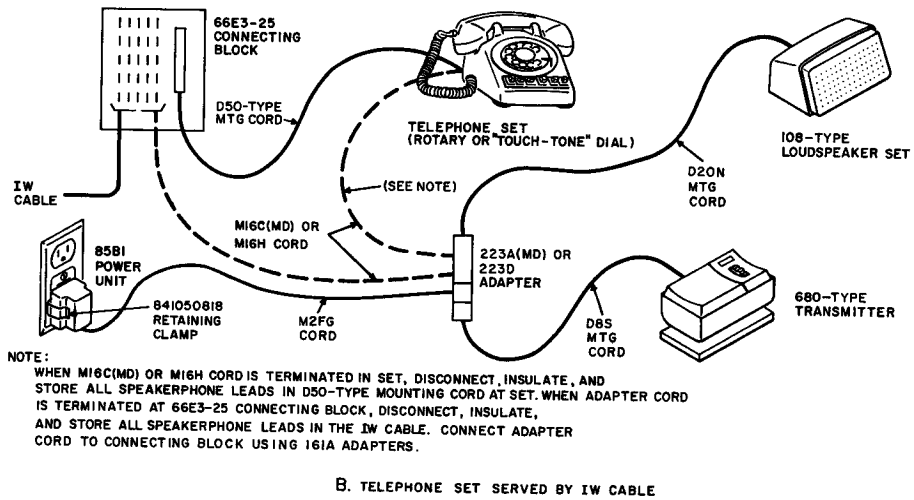 66E3-25
CONNECTING
BLOCK
D50-TYPE
MTG CORD
TELEPHONE SET
(ROTARY OR "TOUCH-TONE" DIAL)
108-TYPE
LOUDSPEAKER SET
D20N
MTG
CORD
IW
CABLE
(SEE NOTE)
M16C(MD) OR
M16H CORD
85B1
POWER
UNIT
841050818
RETAINING
CLAMP
M2FG
CORD
223A(MD) OR
223D
ADAPTER
D8S
MTG
CORD
680-TYPE
TRANSMITTER
NOTE:
WHEN M16C(MD) OR M16H CORD IS TERMINATED IN SET, DISCONNECT, INSULATE, AND
STORE ALL SPEAKERPHONE LEADS IN D50-TYPE MOUNTING CORD AT SET. WHEN ADAPTER CORD
IS TERMINATED AT 66E3-25 CONNECTING BLOCK, DISCONNECT, INSULATE,
AND STORE ALL SPEAKERPHONE LEADS IN THE IW CABLE. CONNECT ADAPTER
CORD TO CONNECTING BLOCK USING 161A ADAPTERS.
B. TELEPHONE SET SERVED BY IW CABLE